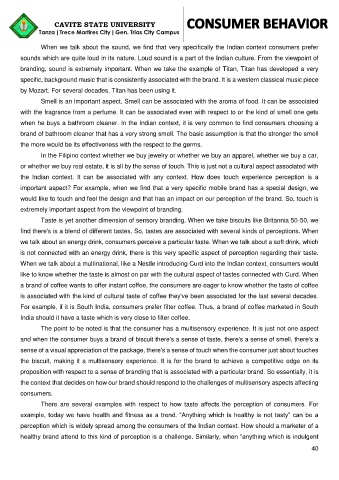 CAVITE STATE UNIVERSITY
Tanza | Trece Martires City | Gen. Trias City Campus
CONSUMER BEHAVIOR
When we talk about the sound, we find that very specifically the Indian context consumers prefer
sounds which are quite loud in its nature. Loud sound is a part of the Indian culture. From the viewpoint of
branding, sound is extremely important. When we take the example of Titan, Titan has developed a very
specific, background music that is consistently associated with the brand. It is a western classical music piece
by Mozart. For several decades, Titan has been using it.
Smell is an important aspect. Smell can be associated with the aroma of food. It can be associated
with the fragrance from a perfume. It can be associated even with respect to or the kind of smell one gets
when he buys a bathroom cleaner. In the Indian context, it is very common to find consumers choosing a
brand of bathroom cleaner that has a very strong smell. The basic assumption is that the stronger the smell
the more would be its effectiveness with the respect to the germs.
In the Filipino context whether we buy jewelry or whether we buy an apparel, whether we buy a car,
or whether we buy real estate, it is all by the sense of touch. This is just not a cultural aspect associated with
the Indian context. It can be associated with any context. How does touch experience perception is a
important aspect? For example, when we find that a very specific mobile brand has a special design, we
would like to touch and feel the design and that has an impact on our perception of the brand. So, touch is
extremely important aspect from the viewpoint of branding.
Taste is yet another dimension of sensory branding. When we take biscuits like Britannia 50-50, we
find there's is a blend of different tastes. So, tastes are associated with several kinds of perceptions. When
we talk about an energy drink, consumers perceive a particular taste. When we talk about a soft drink, which
is not connected with an energy drink, there is this very specific aspect of perception regarding their taste.
When we talk about a multinational, like a Nestle introducing Curd into the Indian context, consumers would
like to know whether the taste is almost on par with the cultural aspect of tastes connected with Curd. When
a brand of coffee wants to offer instant coffee, the consumers are eager to know whether the taste of coffee
is associated with the kind of cultural taste of coffee they've been associated for the last several decades.
For example, if it is South India, consumers prefer filter coffee. Thus, a brand of coffee marketed in South
India should it have a taste which is very close to filter coffee.
The point to be noted is that the consumer has a multisensory experience. It is just not one aspect
and when the consumer buys a brand of biscuit there's a sense of taste, there's a sense of smell, there's a
sense of a visual appreciation of the package, there's a sense of touch when the consumer just about touches
the biscuit, making it a multisensory experience. It is for the brand to achieve a competitive edge on its
proposition with respect to a sense of branding that is associated with a particular brand. So essentially, it is
the context that decides on how our brand should respond to the challenges of multisensory aspects affecting
consumers.
There are several examples with respect to how taste affects the perception of consumers. For
example, today we have health and fitness as a trend. "Anything which is healthy is not tasty" can be a
perception which is widely spread among the consumers of the Indian context. How should a marketer of a
healthy brand attend to this kind of perception is a challenge. Similarly, when "anything which is indulgent
40